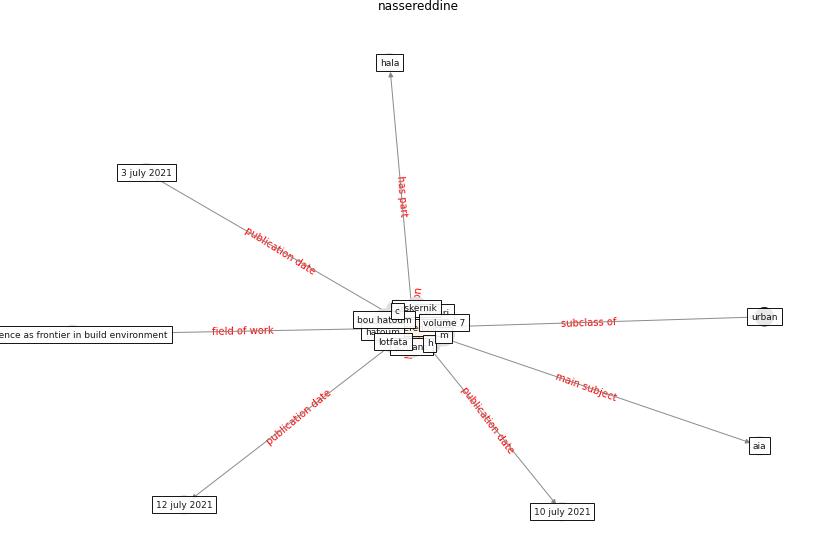 nassereddine
hala
has part
3 july 2021
publication date
skernik
c
bou hatoum
volume 7
hatoum
m
lotfata
h
field of work
ence as frontier in build environment
subclass of
urban
main subject
aia
publication date
publication date
12 july 2021
10 july 2021